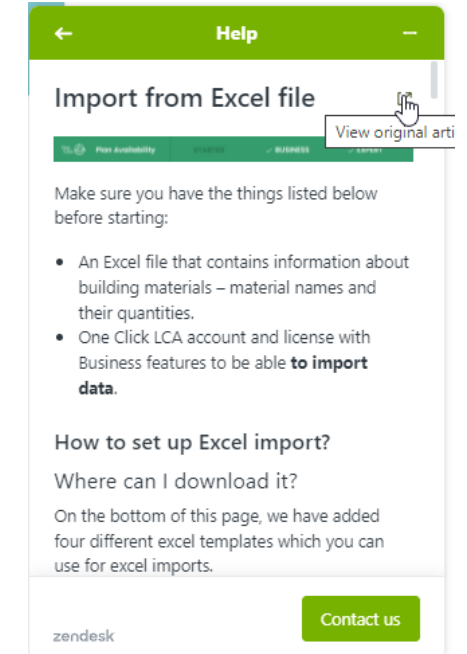 Help
Import from Excel file
View original arti
Plan Availability STARTER BUSINESS EXPERT
Make sure you have the things listed below
before starting:
• An Excel file that contains information about
building materials – material names and
their quantities.
• One Click LCA account and license with
Business features to be able to import
data.
How to set up Excel import?
Where can I download it?
On the bottom of this page, we have added
four different excel templates which you can
use for excel imports.
Contact us
zendesk